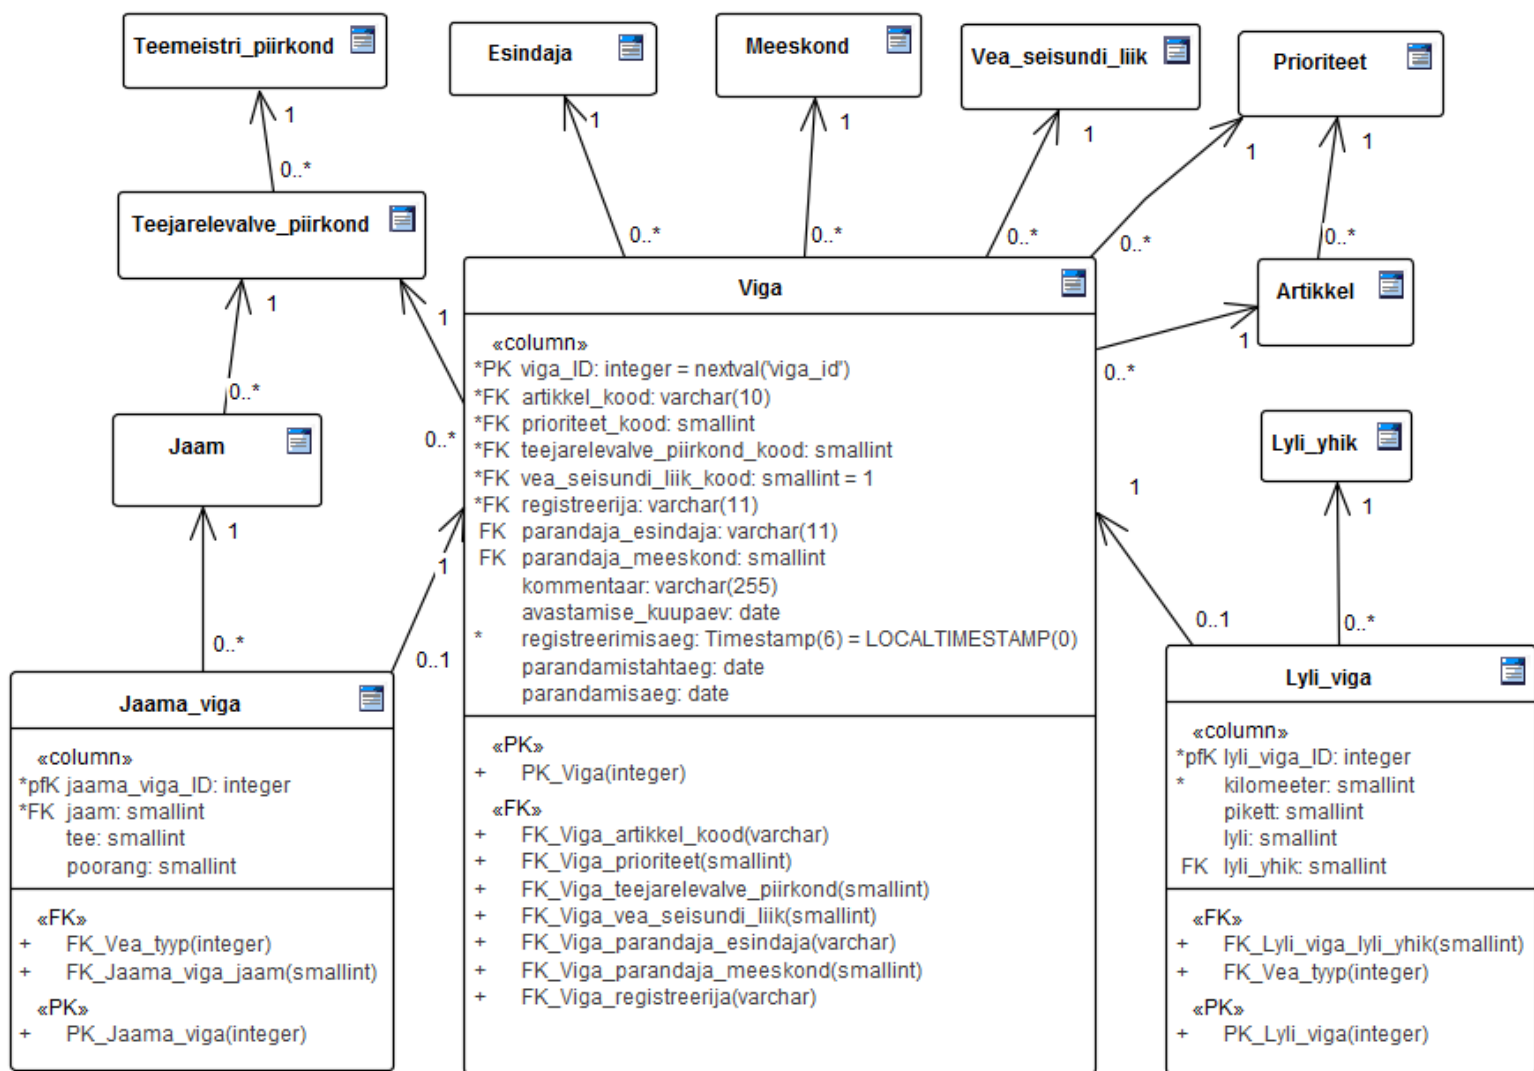 Teemeistri_piirkond
Esindaja
Meeskond
Vea_seisundi_liik
Prioriteet
1
1
1
1
1
1
0..*
Teejarelevalve_piirkond
0..*
0..*
0..*
0..*
0..*
Viga
Artikkel
1
1
1
0..*
0..*
0..*
Jaam
Lyli_yhik
«column»
*PK viga_ID: integer = nextval('viga_id')
*FK artikkel_kood: varchar(10)
*FK prioriteet_kood: smallint
*FK teejarelevalve_piirkond_kood: smallint
*FK vea_seisundi_liik_kood: smallint = 1
*FK registreerija: varchar(11)
FK parandaja_esindaja: varchar(11)
FK parandaja_meeskond: smallint
kommentaar: varchar(255)
avastamise_kuupaev: date
* registreerimisaeg: Timestamp(6) = LOCALTIMESTAMP(0)
parandamistahtaeg: date
parandamisaeg: date
«PK»
+ PK_Viga(integer)
«FK»
+ FK_Viga_artikkel_kood(varchar)
+ FK_Viga_prioriteet(smallint)
+ FK_Viga_teejarelevalve_piirkond(smallint)
+ FK_Viga_vea_seisundi_liik(smallint)
+ FK_Viga_parandaja_esindaja(varchar)
+ FK_Viga_parandaja_meeskond(smallint)
+ FK_Viga_registreerija(varchar)
1
1
1
1
0..*
0..1
0..1
0..*
Jaama_viga
«column»
*pfK jaama_viga_ID: integer
*FK jaam: smallint
tee: smallint
poorang: smallint
«FK»
+ FK_Vea_tyyp(integer)
+ FK_Jaama_viga_jaam(smallint)
«PK»
+ PK_Jaama_viga(integer)
Lyli_viga
«column»
*pfK lyli_viga_ID: integer
* kilomeeter: smallint
pikett: smallint
lyli: smallint
FK lyli_yhik: smallint
«FK»
+ FK_Lyli_viga_lyli_yhik(smallint)
+ FK_Vea_tyyp(integer)
«PK»
+ PK_Lyli_viga(integer)